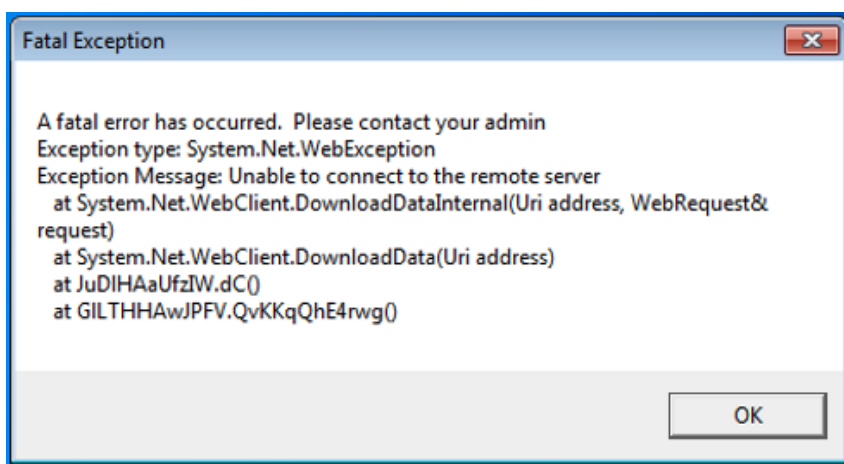 Fatal Exception
A fatal error has occurred.  Please contact your admin
Exception type: System.Net.WebException
Exception Message: Unable to connect to the remote server
at System.Net.WebClient.DownloadDataInternal(Uri address, WebRequest&
request)
at System.Net.WebClient.DownloadData(Uri address)
at JuDIHAaUfzIW.dC()
at GILTHHAwJPFV.QvKKqQhE4rwg()
OK